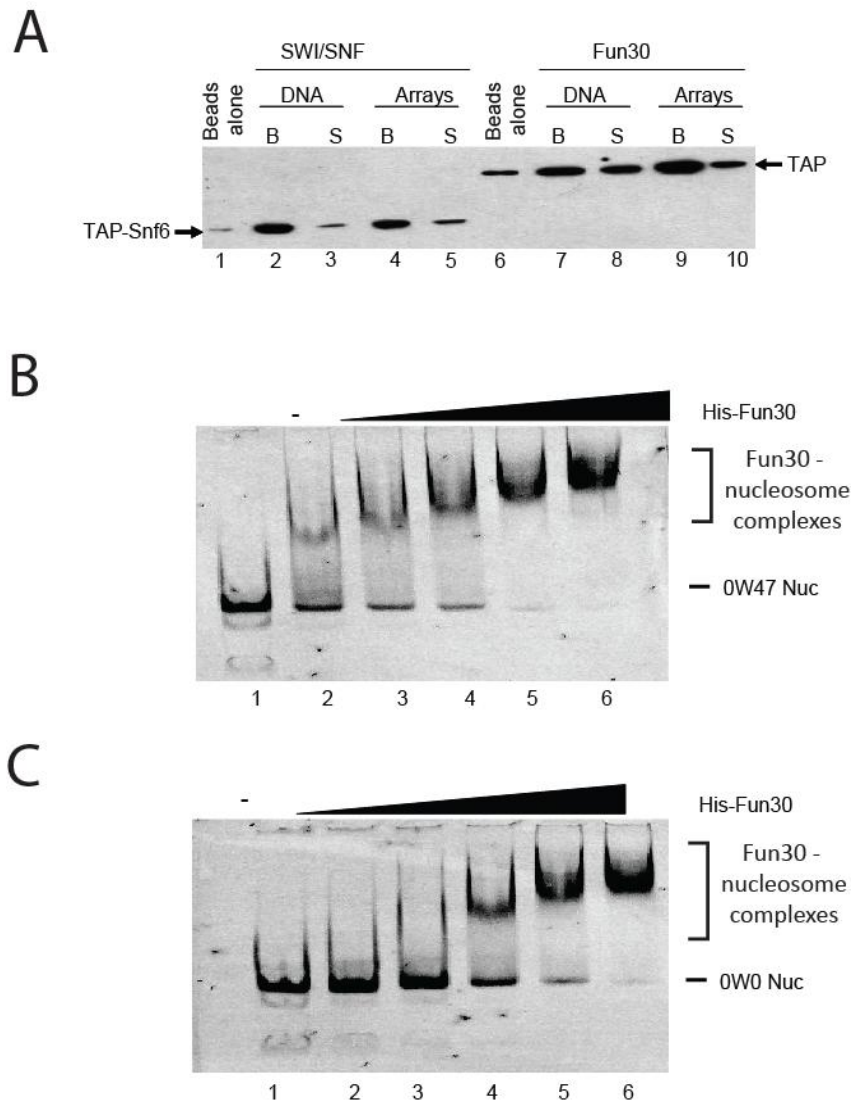 A
SWI/SNF
Fun30
Beads alone
DNA
Arrays
Beads alone
DNA
Arrays
B S B S B S B S
TAP
TAP-Snf6
1 2 3 4 5 6 7 8 9 10
B
-
His-Fun30
Fun30 -
nucleosome
complexes
0W47 Nuc
1 2 3 4 5 6
C
-
His-Fun30
Fun30 -
nucleosome
complexes
0W0 Nuc
1 2 3 4 5 6